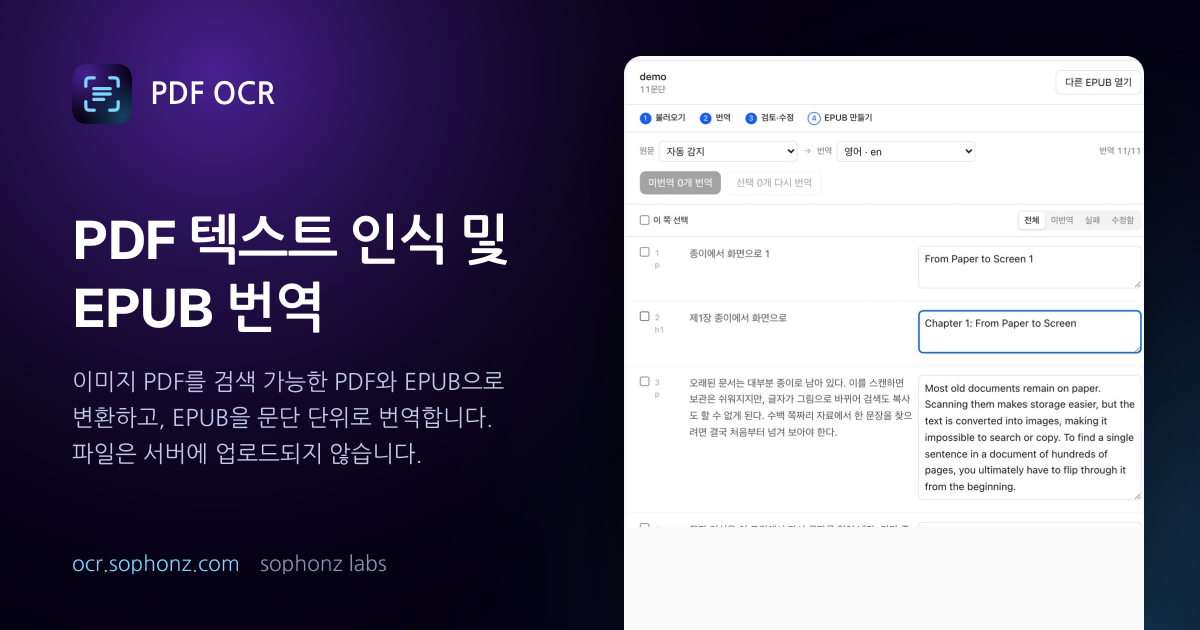 PDF OCR
PDF 텍스트 인식 및
EPUB 번역
이미지 PDF를 검색 가능한 PDF와 EPUB으로
변환하고, EPUB을 문단 단위로 번역합니다.
파일은 서버에 업로드되지 않습니다.
ocr.sophonz.com sophonz labs
demo
11문단
다른 EPUB 열기
1 불러오기 2 번역 3 검토·수정 4 EPUB 만들기
원문 자동 감지 → 번역 영어 · en 번역 11/11
미번역 0개 번역 선택 0개 다시 번역
이 쪽 선택 전체 미번역 실패 수정함
1 종이에서 화면으로 1 From Paper to Screen 1
p
2 제1장 종이에서 화면으로 Chapter 1: From Paper to Screen
h1
3
p
오래된 문서는 대부분 종이로 남아 있다. 이를 스캔하면
보관은 쉬워지지만, 글자가 그림으로 바뀌어 검색도 복사
도 할 수 없게 된다. 수백 쪽짜리 자료에서 한 문장을 찾으
려면 결국 처음부터 넘겨 보아야 한다.
Most old documents remain on paper.
Scanning them makes storage easier, but the
text is converted into images, making it
impossible to search or copy. To find a single
sentence in a document of hundreds of
pages, you ultimately have to flip through it
from the beginning.